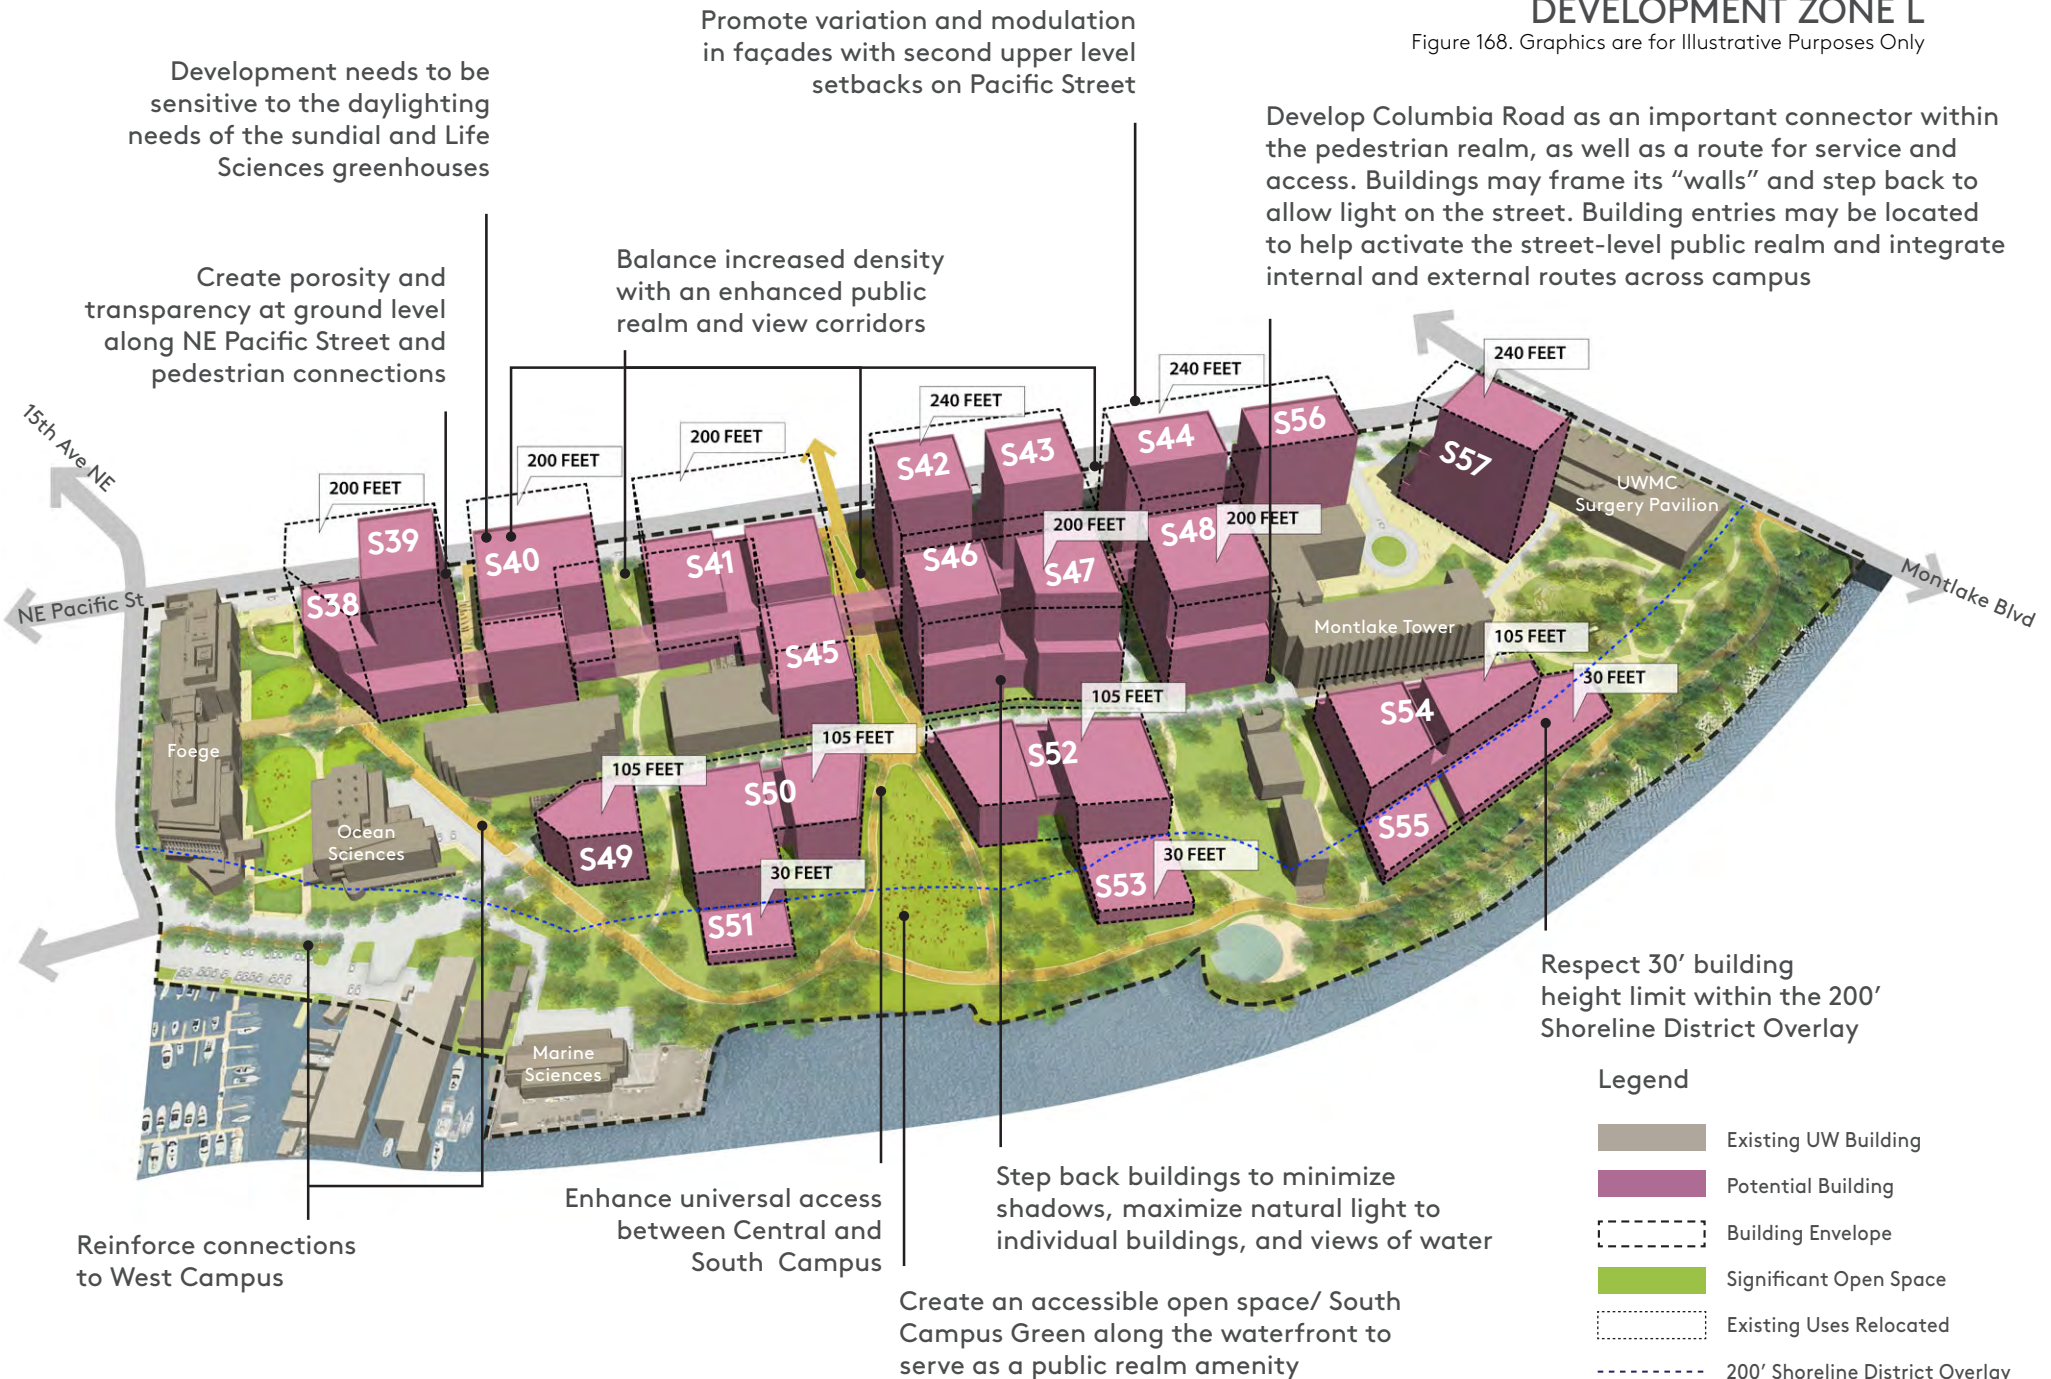 DEVELOPMENT ZONE L
Figure 168. Graphics are for Illustrative Purposes Only
Promote variation and modulation
in façades with second upper level
setbacks on Pacific Street
Development needs to be
sensitive to the daylighting
needs of the sundial and Life
Sciences greenhouses
Develop Columbia Road as an important connector within
the pedestrian realm, as well as a route for service and
access. Buildings may frame its “walls” and step back to
allow light on the street. Building entries may be located
to help activate the street-level public realm and integrate
internal and external routes across campus
Balance increased density
with an enhanced public
realm and view corridors
Create porosity and
transparency at ground level
along NE Pacific Street and
pedestrian connections
15th Ave NE
NE Pacific St
Montlake Blvd
200 FEET
200 FEET
200 FEET
240 FEET
240 FEET
240 FEET
200 FEET
200 FEET
S38
S39
S40
S41
S42
S43
S44
S56
S57
S45
S46
S47
S48
UWMC
Surgery Pavilion
Montlake Tower
105 FEET
30 FEET
105 FEET
105 FEET
105 FEET
30 FEET
30 FEET
S49
S50
S51
S52
S53
S54
S55
Foege
Ocean
Sciences
Marine
Sciences
Respect 30’ building
height limit within the 200’
Shoreline District Overlay
Reinforce connections
to West Campus
Enhance universal access
between Central and
South Campus
Step back buildings to minimize
shadows, maximize natural light to
individual buildings, and views of water
Create an accessible open space/ South
Campus Green along the waterfront to
serve as a public realm amenity
Legend
Existing UW Building
Potential Building
Building Envelope
Significant Open Space
Existing Uses Relocated
200’ Shoreline District Overlay